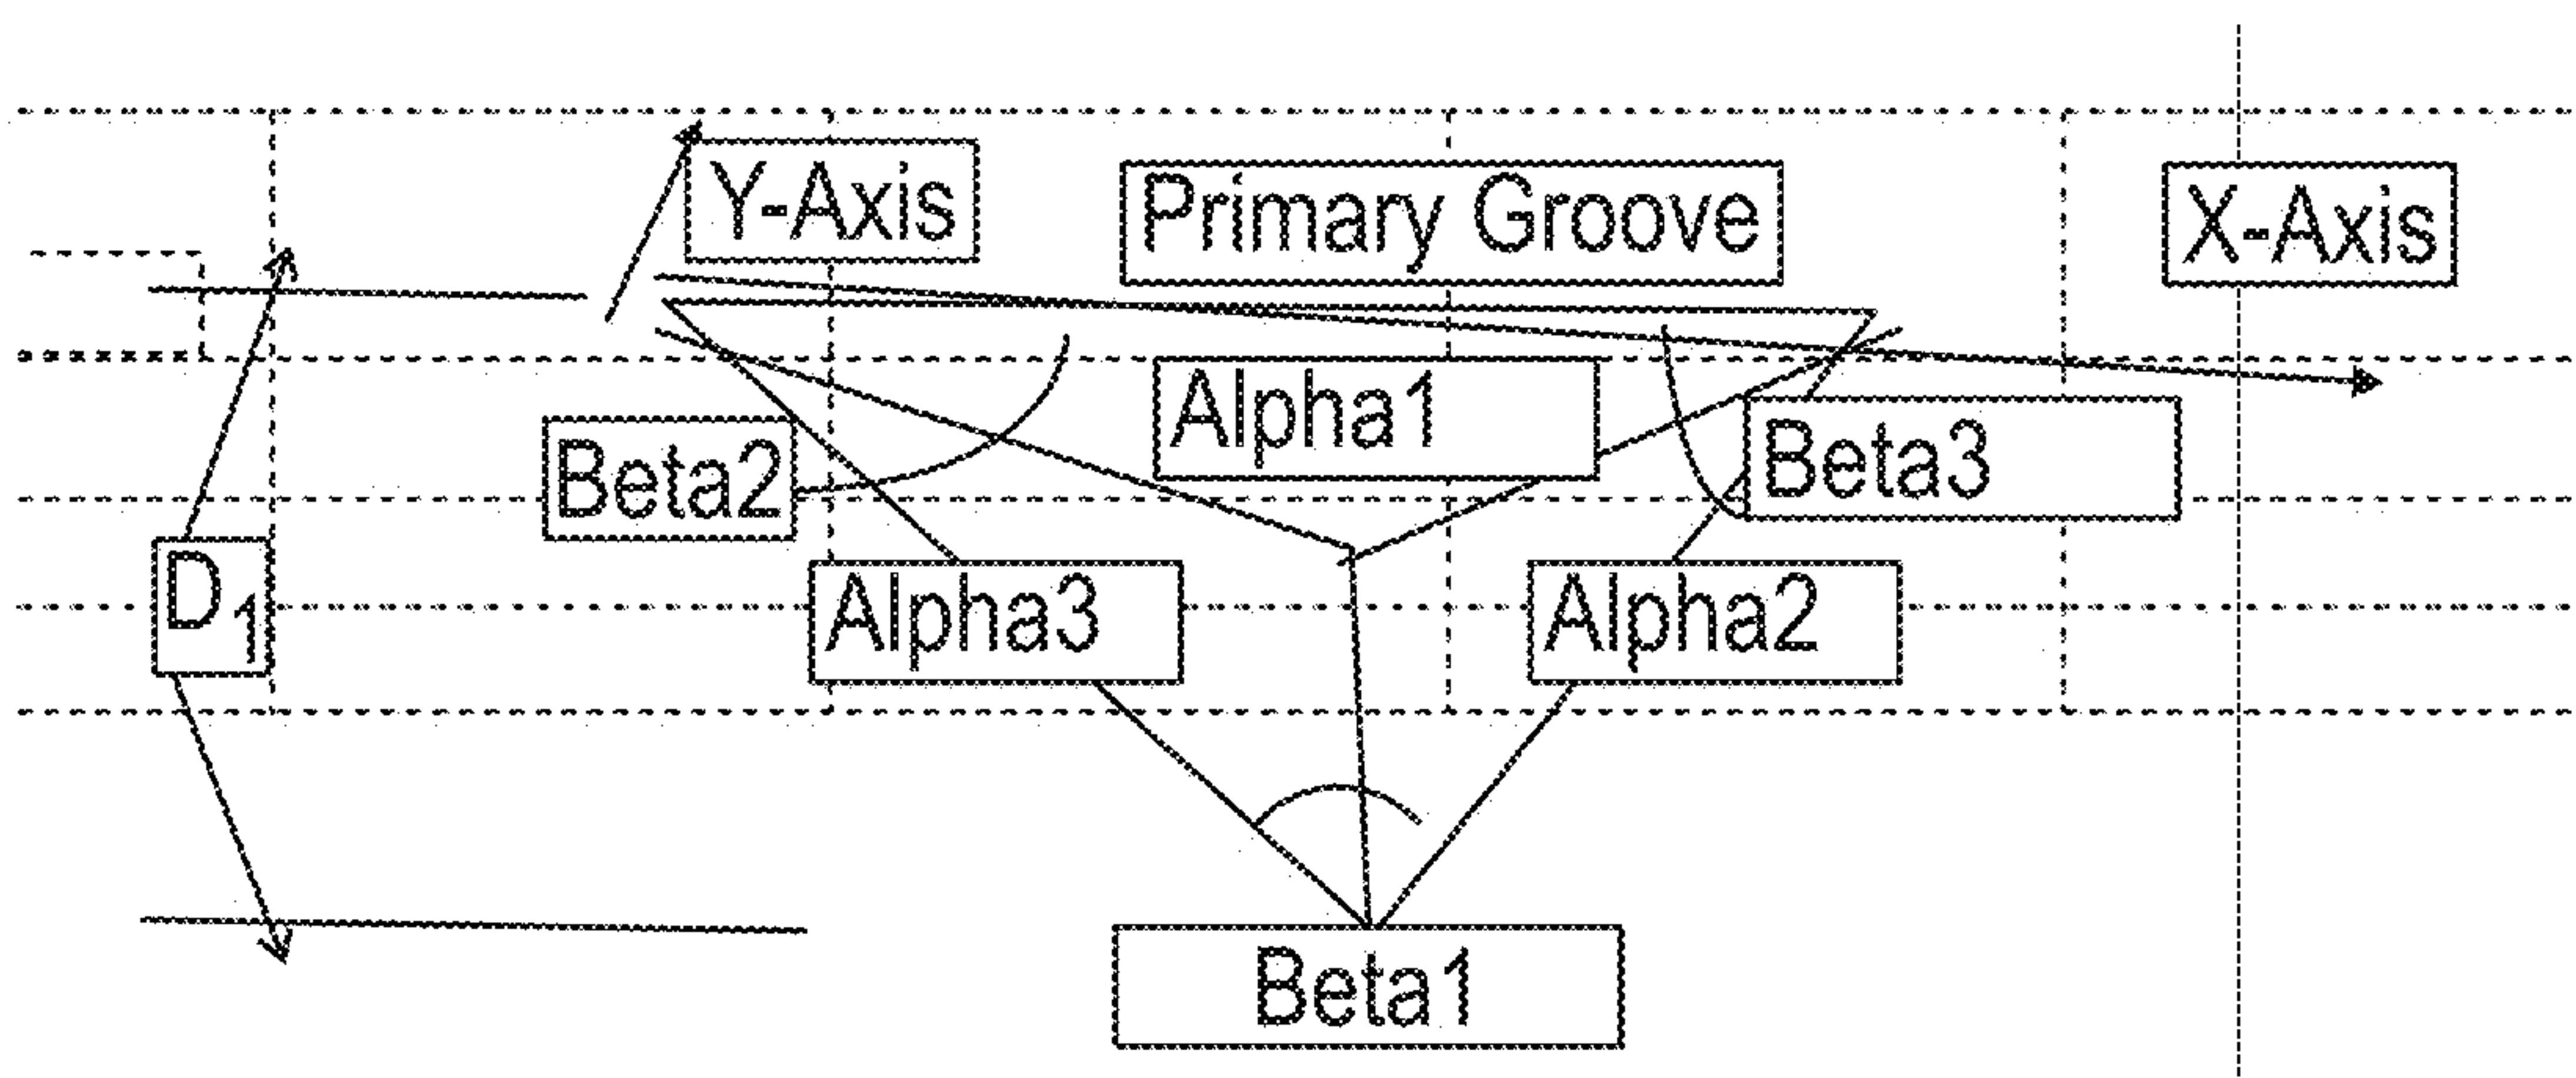 Y-Axis
Primary Groove
X-Axis
Alpha1
Beta2
Beta3
D1
Alpha3
Alpha2
Beta1